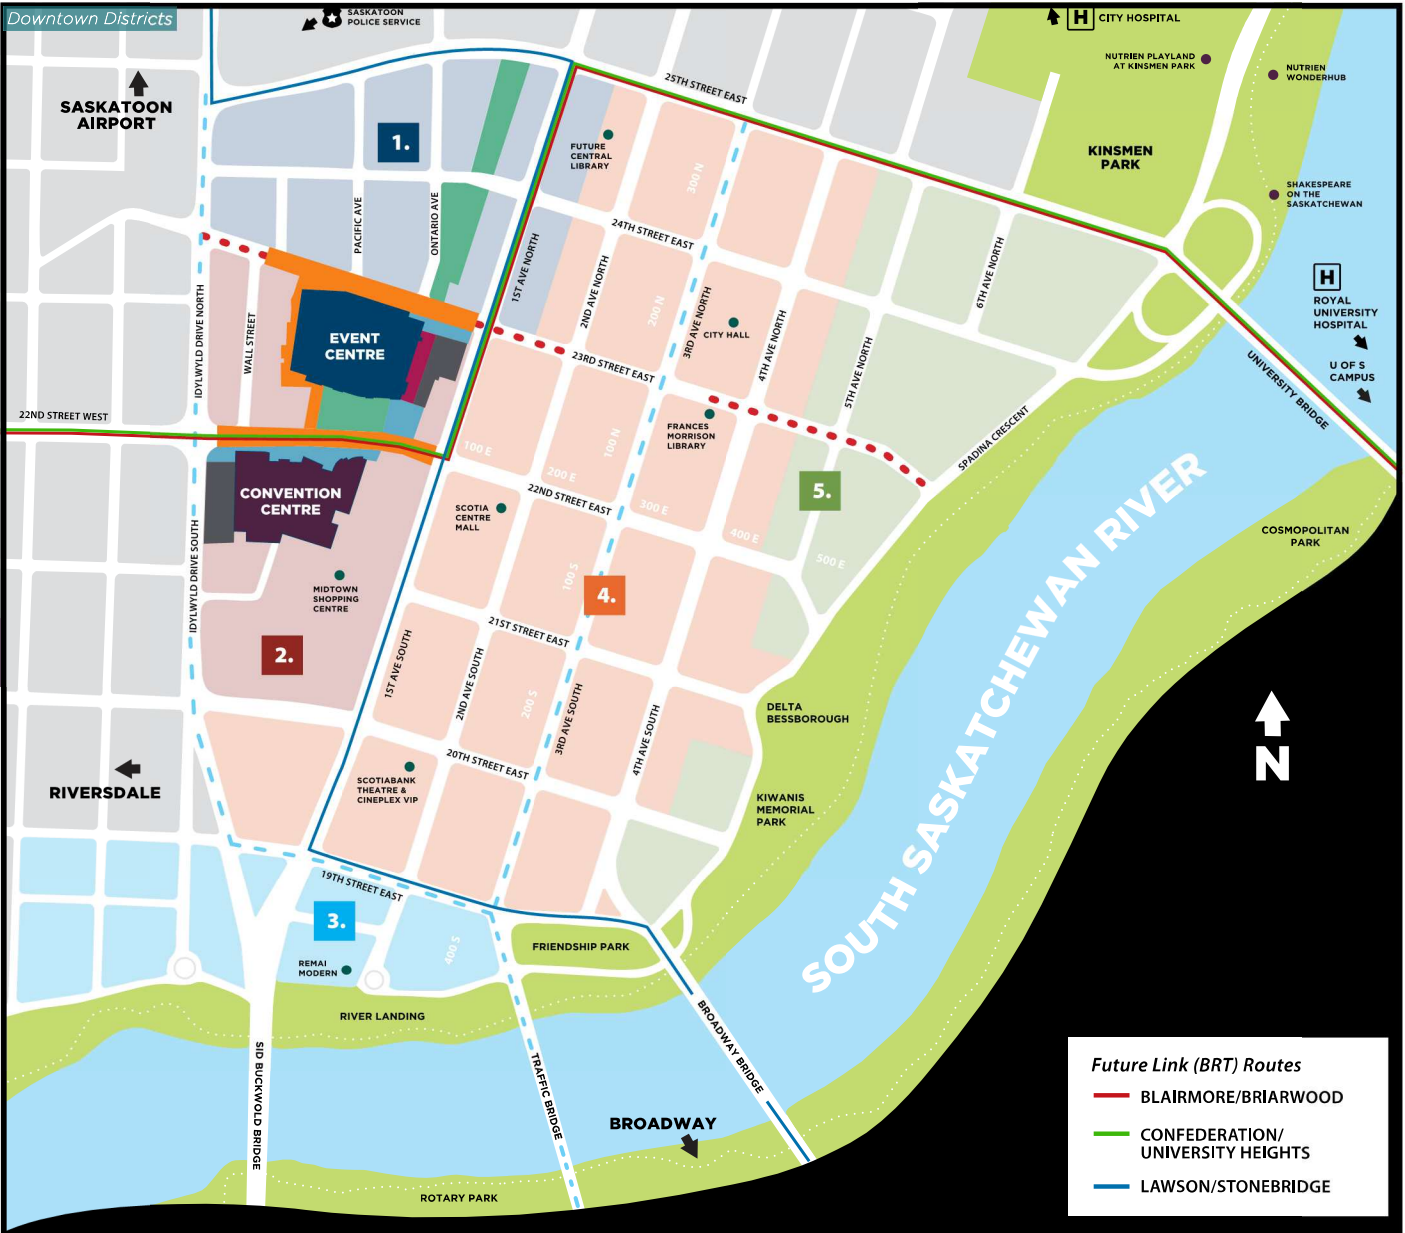 Downtown Districts
SASKATOON
POLICE SERVICE
H
CITY HOSPITAL
NUTRIEN PLAYLAND
AT KINSMEN PARK
NUTRIEN
WONDERHUB
25TH STREET EAST
SASKATOON
AIRPORT
1.
FUTURE
CENTRAL
LIBRARY
KINSMEN
PARK
300 N
SHAKESPEARE
ON THE
SASKATCHEWAN
PACIFIC AVE
ONTARIO AVE
24TH STREET EAST
1ST AVE NORTH
2ND AVE NORTH
6TH AVE NORTH
H
ROYAL
UNIVERSITY
HOSPITAL
IDYLWYLD DRIVE NORTH
WALL STREET
EVENT
CENTRE
200 N
3RD AVE NORTH
CITY HALL
4TH AVE NORTH
5TH AVE NORTH
23RD STREET EAST
U OF S
CAMPUS
UNIVERSITY BRIDGE
22ND STREET WEST
FRANCES
MORRISON
LIBRARY
100 E
100 N
200 E
SPADINA CRESCENT
CONVENTION
CENTRE
22ND STREET EAST
300 E
5.
SCOTIA
CENTRE
MALL
400 E
500 E
COSMOPOLITAN
PARK
IDYLWYLD DRIVE SOUTH
MIDTOWN
SHOPPING
CENTRE
100 S
4.
21ST STREET EAST
2.
1ST AVE SOUTH
2ND AVE SOUTH
200 S
3RD AVE SOUTH
4TH AVE SOUTH
DELTA
BESSBOROUGH
SOUTH SASKATCHEWAN RIVER
N
RIVERSDALE
20TH STREET EAST
SCOTIABANK
THEATRE &
CINEPLEX VIP
KIWANIS
MEMORIAL
PARK
19TH STREET EAST
3.
400 S
FRIENDSHIP PARK
REMAI
MODERN
RIVER LANDING
SID BUCKWOLD BRIDGE
TRAFFIC BRIDGE
BROADWAY BRIDGE
BROADWAY
ROTARY PARK
Future Link (BRT) Routes
BLAIRMORE/BRIARWOOD
CONFEDERATION/
UNIVERSITY HEIGHTS
LAWSON/STONEBRIDGE